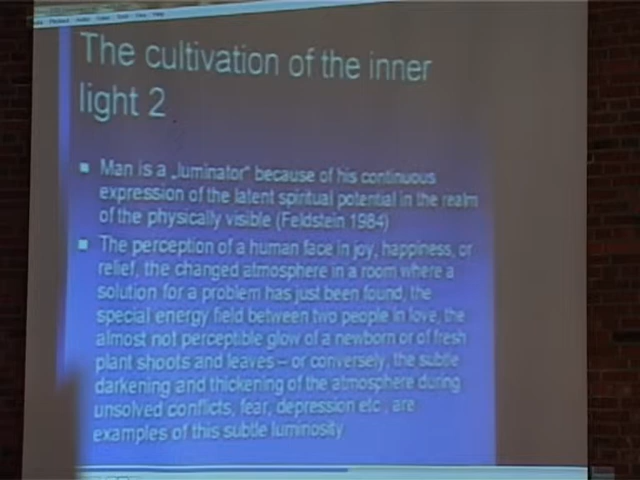 The cultivation of the inner
light 2
Man is a „luminator" because of his continuous
expression of the latent spiritual potential in the realm
of the physically visible (Feldstein 1984)
The perception of a human face in joy, happiness, or
relief, the changed atmosphere in a room where a
solution for a problem has just been found, the
special energy field between two people in love, the
almost not perceptible glow of a newborn or of fresh
plant shoots and leaves – or conversely, the subtle
darkening and thickening of the atmosphere during
unsolved conflicts, fear, depression etc., are
examples of this subtle luminosity